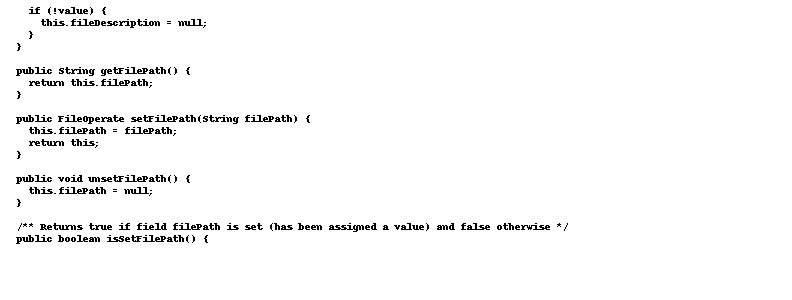 if (!value) {
this.fileDescription = null;
}
}
public String getFilePath() {
return this.filePath;
}
public FileOperate setFilePath(String filePath) {
this.filePath = filePath;
return this;
}
public void unsetFilePath() {
this.filePath = null;
}
/** Returns true if field filePath is set (has been assigned a value) and false otherwise */
public boolean isSetFilePath() {